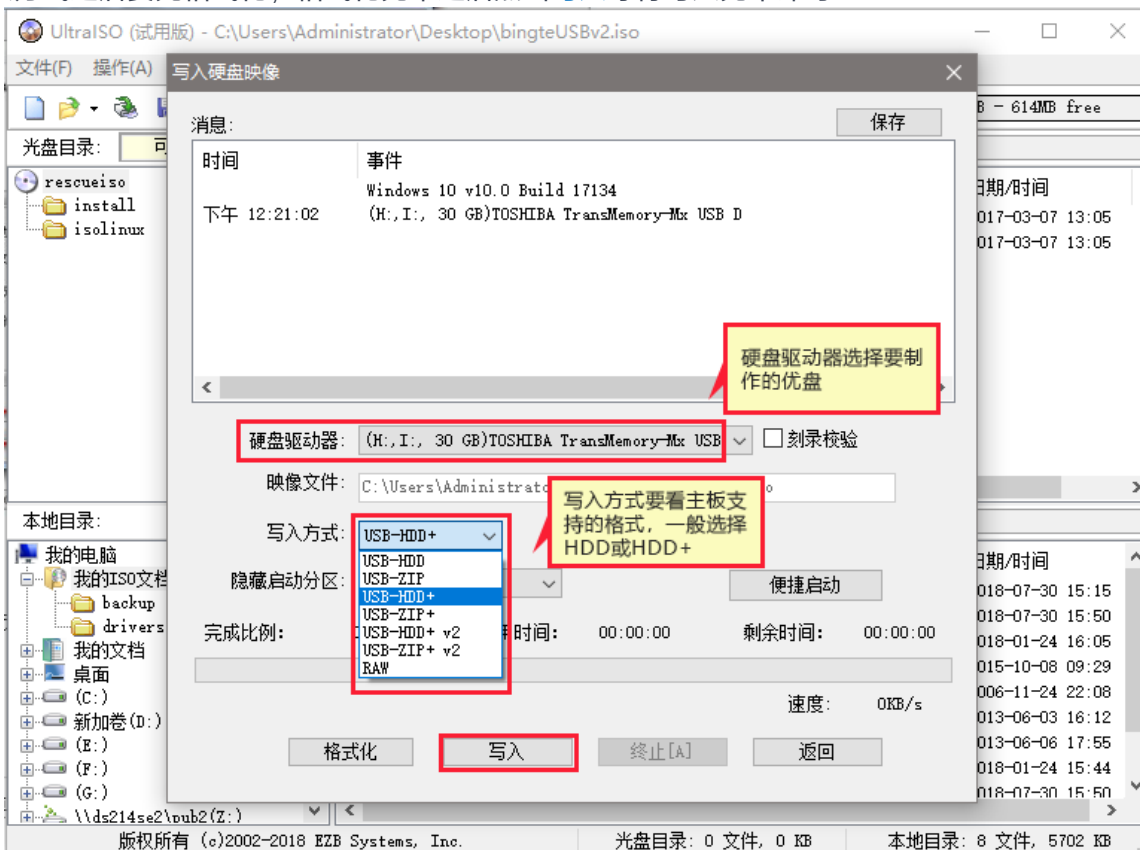 UltraISO (试用版) - C:\Users\Administrator\Desktop\bingteUSBv2.iso
文件(F) 操作(A)
写入硬盘映像
B - 614MB free
消息:
保存
光盘目录: 可
时间 事件
Windows 10 v10.0 Build 17134
下午 12:21:02 (H:,I:, 30 GB)TOSHIBA TransMemory-Mx USB D
rescueiso
install
isolinux
日期/时间
017-03-07 13:05
017-03-07 13:05
硬盘驱动器选择要制
作的优盘
硬盘驱动器: (H:,I:, 30 GB)TOSHIBA TransMemory-Mx USB
刻录校验
映像文件: C:\Users\Administrato
o
写入方式要看主板支
持的格式，一般选择
HDD或HDD+
写入方式: USB-HDD+
USB-HDD
USB-ZIP
USB-HDD+
USB-ZIP+
USB-HDD+ v2
USB-ZIP+ v2
RAW
隐藏启动分区:
便捷启动
完成比例:
时间: 00:00:00
剩余时间: 00:00:00
速度: 0KB/s
格式化 写入 终止[A] 返回
本地目录:
我的电脑
我的ISO文档
backup
drivers
我的文档
桌面
(C:)
新加卷(D:)
(E:)
(F:)
(G:)
\\ds214se2\pub2(Z:)
日期/时间
018-07-30 15:15
018-07-30 15:50
018-01-24 16:05
015-10-08 09:29
006-11-24 22:08
013-06-03 16:12
013-06-06 17:55
018-01-24 15:44
018-07-30 15:50
版权所有 (c)2002-2018 EZB Systems, Inc.
光盘目录: 0 文件, 0 KB
本地目录: 8 文件, 5702 KB